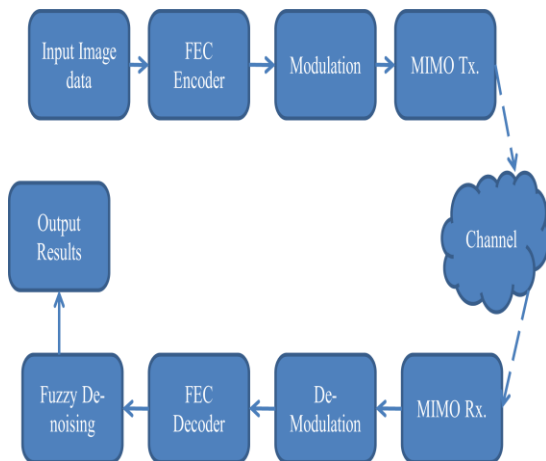 Input Image
data
FEC
Encoder
Modulation
MIMO Tx.
Channel
Output
Results
Fuzzy De-
noising
FEC
Decoder
De-
Modulation
MIMO Rx.